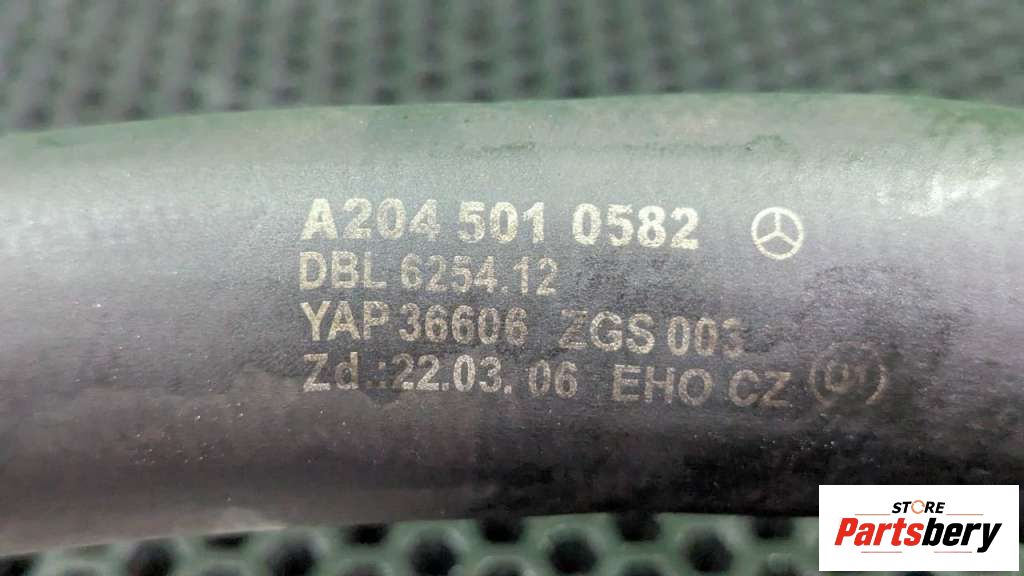 A204 501 0582
DBL 6254.12
YAP 36606 ZGS 003
Zd.:22.03.06 EHO CZ
STORE
Partsbery